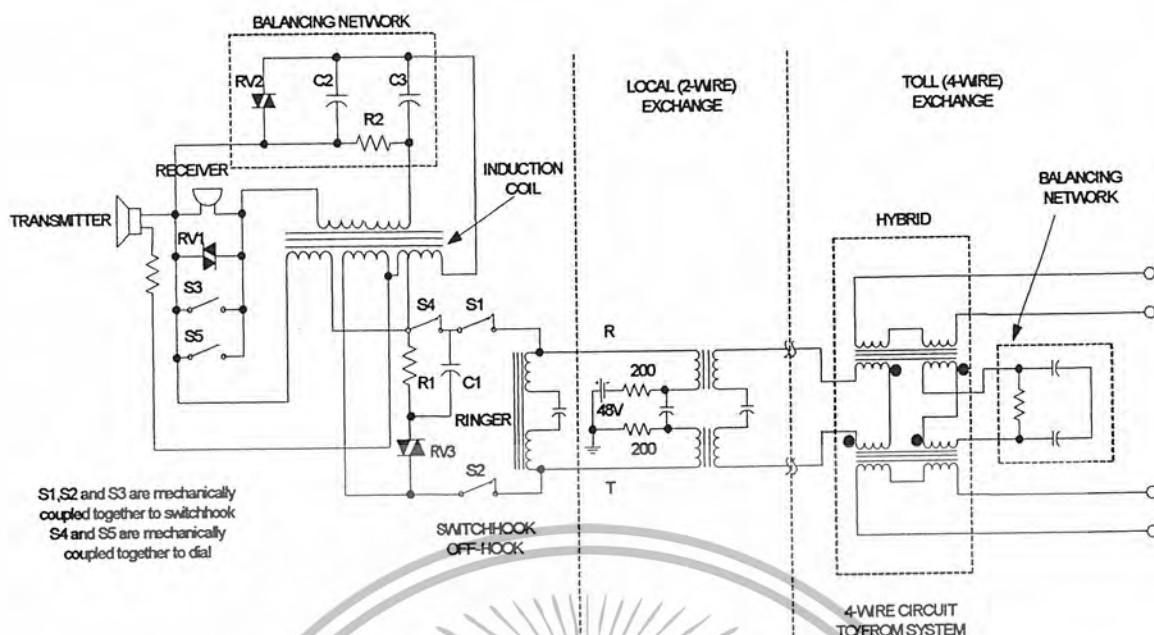 BALANCING NETWORK
RV2
C2
C3
R2
RECEIVER
TRANSMITTER
RV1
S3
S5
INDUCTION
COIL
S4
S1
R1
C1
RINGER
RV3
S2
S1,S2 and S3 are mechanically
coupled together to switchhook
S4 and S5 are mechanically
coupled together to dial
SWITCHHOOK
OFF-HOOK
LOCAL (2-WIRE)
EXCHANGE
R
200
48V
200
T
TOLL (4-WIRE)
EXCHANGE
HYBRID
BALANCING
NETWORK
4-WIRE CIRCUIT
TO/FROM SYSTEM